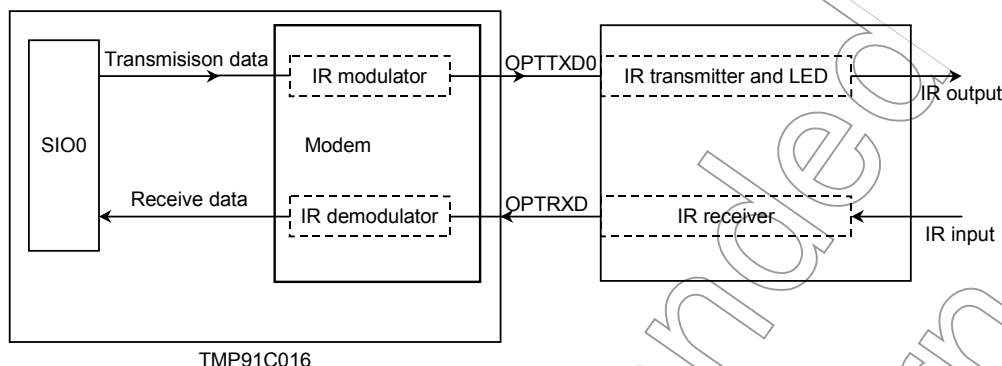 Transmisison data
IR modulator
OPTTXD0
IR transmitter and LED
IR output
SIO0
Modem
Receive data
IR demodulator
OPTRXD
IR receiver
IR input
TMP91C016